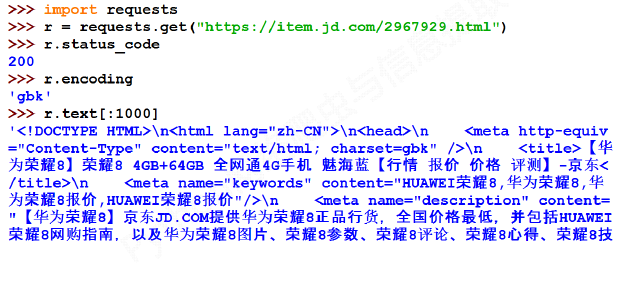 >>> import requests
>>> r = requests.get("https://item.jd.com/2967929.html")
>>> r.status_code
200
>>> r.encoding
'gbk'
>>> r.text[:1000]
'<!DOCTYPE HTML>\n<html lang="zh-CN">\n<head>\n    <meta http-equiv
="Content-Type" content="text/html; charset=gbk" />\n    <title>【华
为荣耀8】荣耀8 4GB+64GB 全网通4G手机 魅海蓝【行情 报价 价格 评测】-京东<
/title>\n    <meta name="keywords" content="HUAWEI荣耀8,华为荣耀8,华
为荣耀8报价,HUAWEI荣耀8报价"/>\n    <meta name="description" content=
"【华为荣耀8】京东JD.COM提供华为荣耀8正品行货，全国价格最低，并包括HUAWEI
荣耀8网购指南，以及华为荣耀8图片、荣耀8参数、荣耀8评论、荣耀8心得、荣耀8技